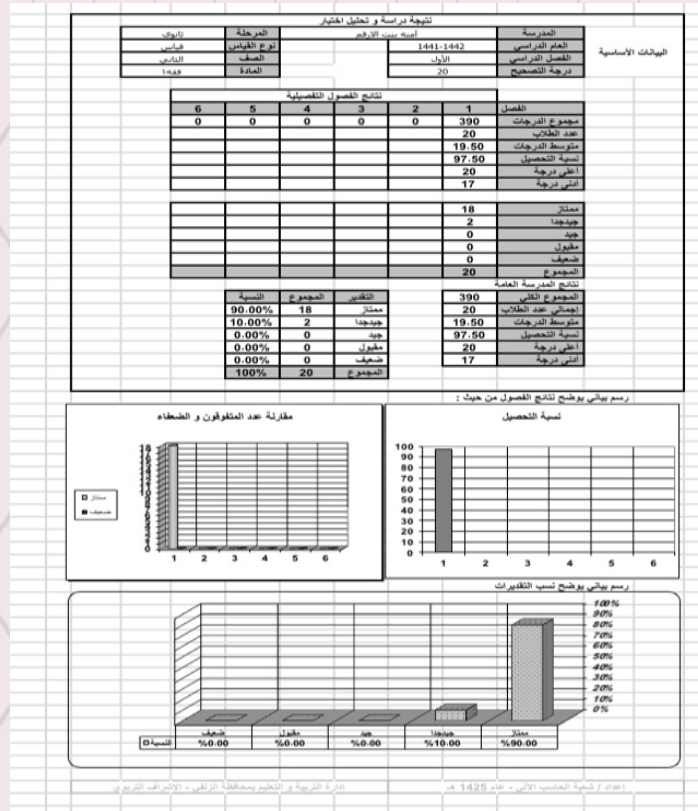 نتيجة دراسة و تحليل اختبار
البيانات الأساسية
المدرسة آمنة بنت الأرقم المرحلة ثانوي
العام الدراسي 1441-1442 نوع القياس قياس
الفصل الدراسي الأول الصف الثالث
درجة التصحيح 20 المادة فقه1
نتائج الفصول التفصيلية
الفصل 1 2 3 4 5 6
مجموع الدرجات 390 0 0 0 0 0
عدد الطلاب 20
متوسط الدرجات 19.50
نسبة التحصيل 97.50
أعلى درجة 20
أدنى درجة 17
ممتاز 18
جيدجدا 2
جيد 0
مقبول 0
ضعيف 0
المجموع 20
نتائج المدرسة العامة
المجموع الكلي 390 التقدير المجموع النسبة
إجمالي عدد الطلاب 20 ممتاز 18 90.00%
متوسط الدرجات 19.50 جيدجدا 2 10.00%
نسبة التحصيل 97.50 جيد 0 0.00%
أعلى درجة 20 مقبول 0 0.00%
أدنى درجة 17 ضعيف 0 0.00%
المجموع 20 100%
رسم بياني يوضح نتائج الفصول من حيث :
نسبة التحصيل
100
90
80
70
60
50
40
30
20
10
0
1 2 3 4 5 6
مقارنة عدد المتفوقون و الضعفاء
ممتاز
ضعيف
1 2 3 4 5 6
رسم بياني يوضح نسب التقديرات
100%
90%
80%
70%
60%
50%
40%
30%
20%
10%
0%
ممتاز جيدجدا جيد مقبول ضعيف
%90.00 %10.00 %0.00 %0.00 %0.00 النسبة
إعداد / شعبة الحاسب الآلي - عام 1425 هـ
إدارة التربية و التعليم بمحافظة الزلفي - الإشراف التربوي